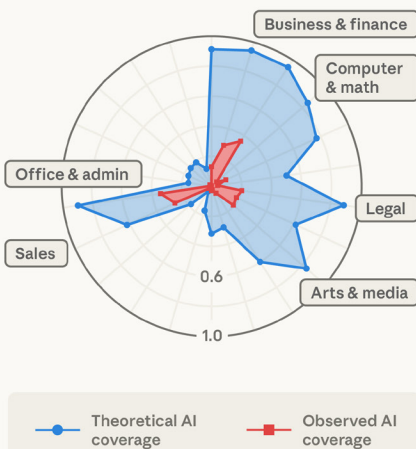 Business & finance
Computer
& math
Office & admin
Legal
Sales
0.6
Arts & media
1.0
Theoretical AI
coverage
Observed AI
coverage